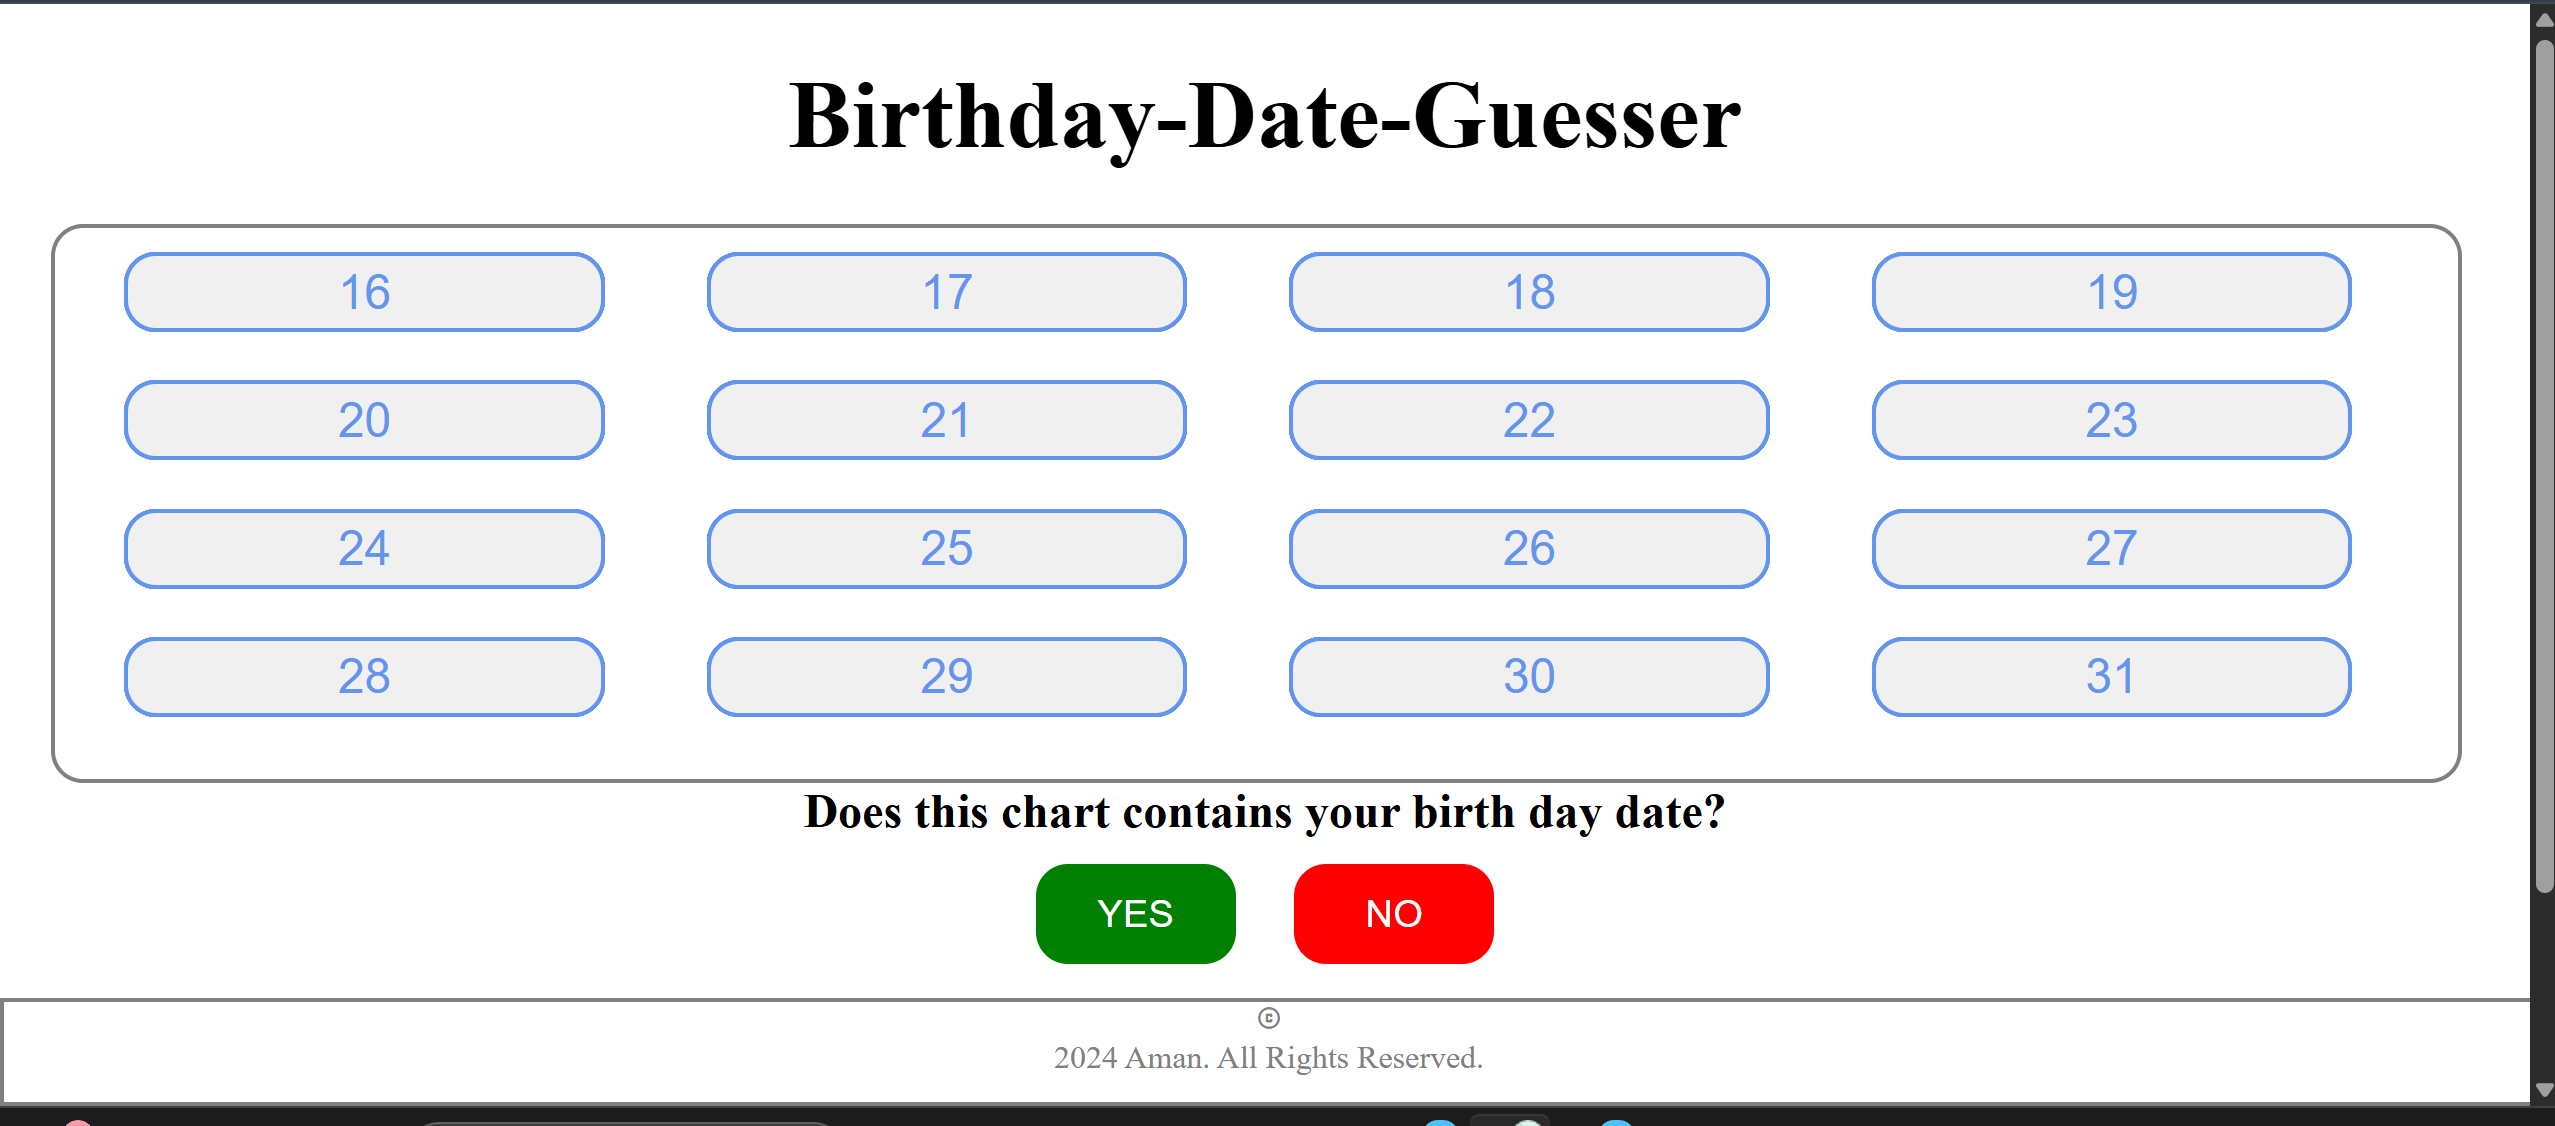 Birthday-Date-Guesser
16 17 18 19
20 21 22 23
24 25 26 27
28 29 30 31
Does this chart contains your birth day date?
YES NO
©
2024 Aman. All Rights Reserved.